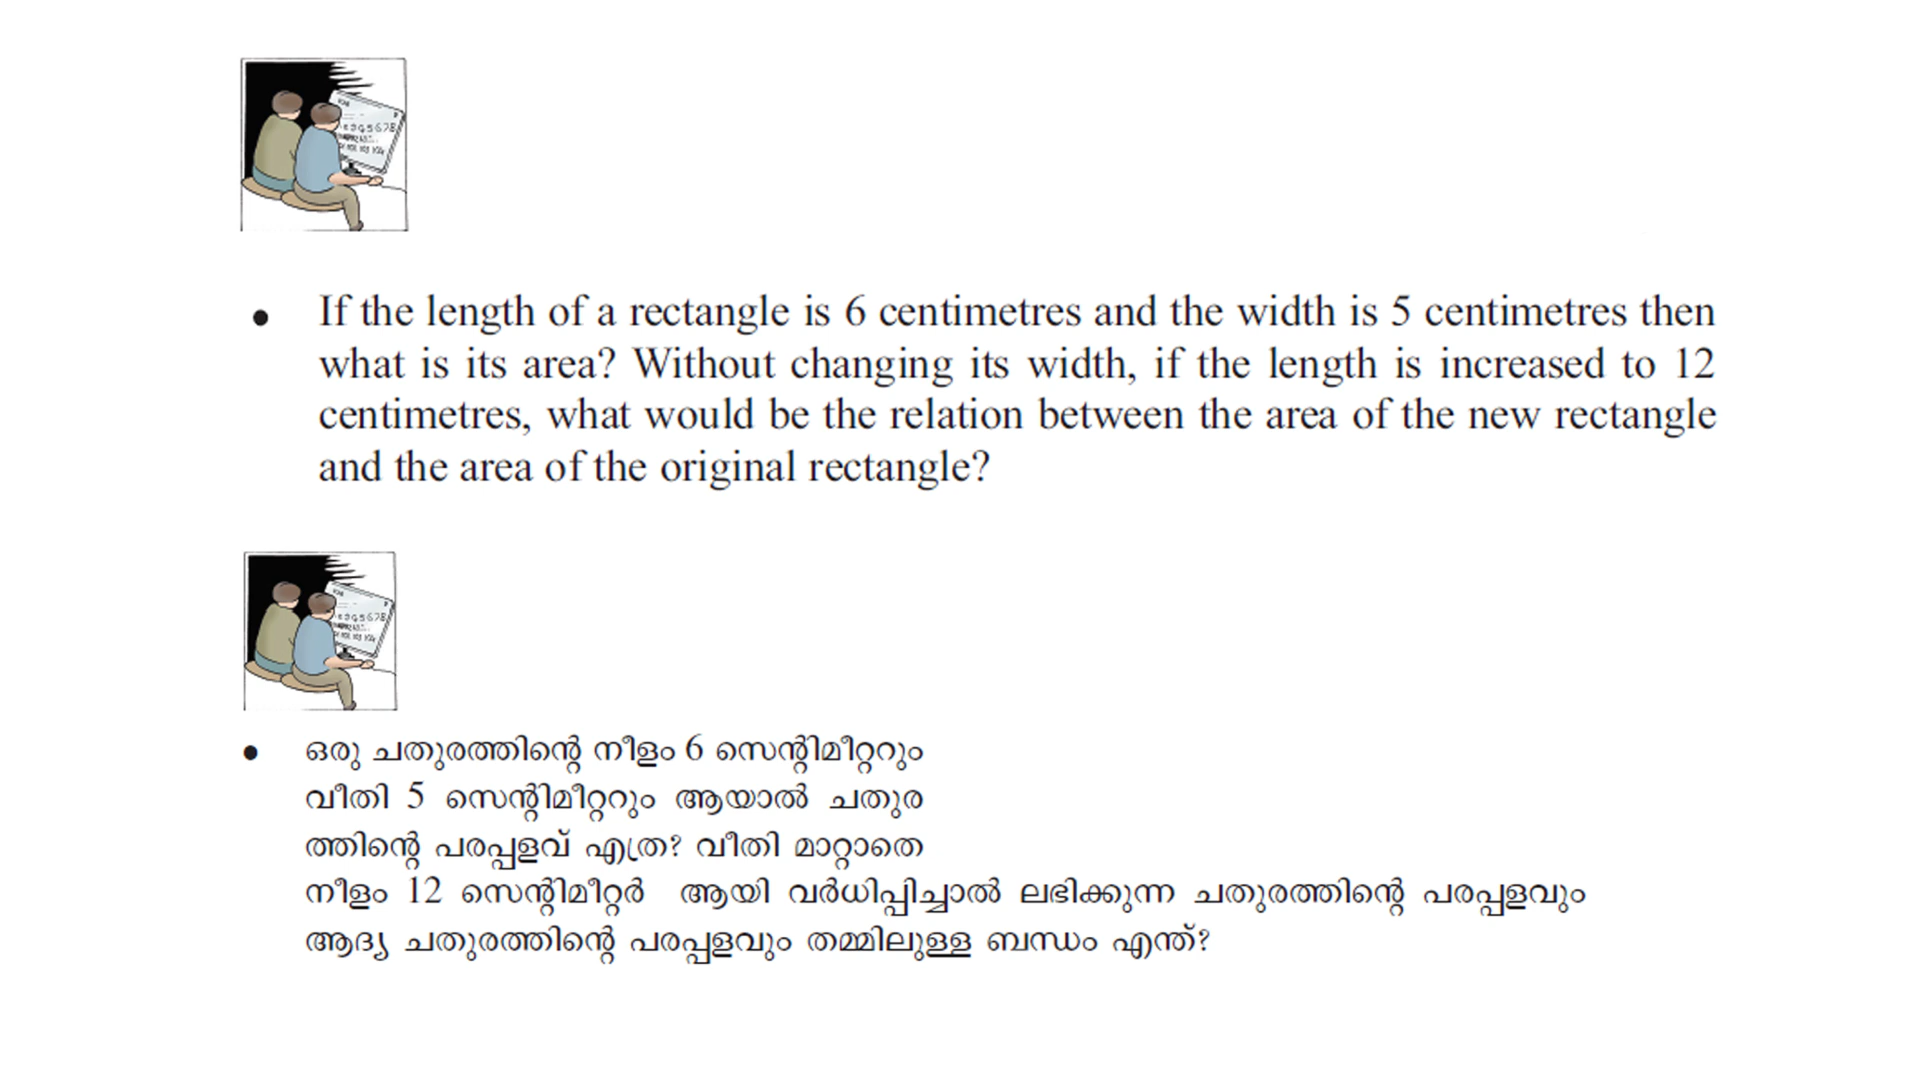 ● If the length of a rectangle is 6 centimetres and the width is 5 centimetres then
what is its area? Without changing its width, if the length is increased to 12
centimetres, what would be the relation between the area of the new rectangle
and the area of the original rectangle?
● ഒരു ചതുരത്തിന്റെ നീളം 6 സെന്റിമീറ്ററും
വീതി 5 സെന്റിമീറ്ററും ആയാൽ ചതുര
ത്തിന്റെ പരപ്പളവ് എത്ര? വീതി മാറ്റാതെ
നീളം 12 സെന്റിമീറ്റർ ആയി വർധിപ്പിച്ചാൽ ലഭിക്കുന്ന ചതുരത്തിന്റെ പരപ്പളവും
ആദ്യ ചതുരത്തിന്റെ പരപ്പളവും തമ്മിലുള്ള ബന്ധം എന്ത്?